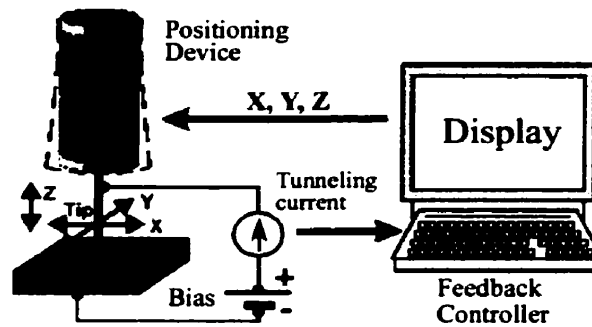 Positioning
Device
X, Y, Z
Display
Z
Tip
Y
X
Tunneling
current
+
Bias
-
Feedback
Controller